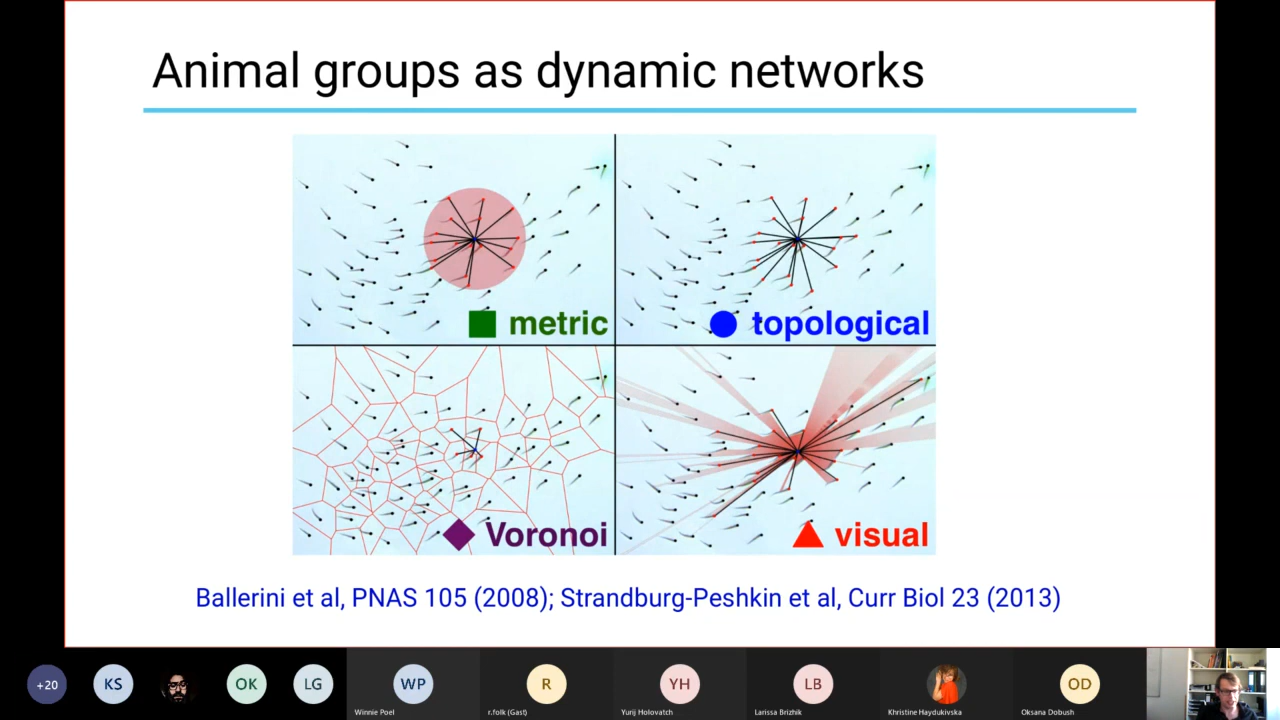 Animal groups as dynamic networks
metric
topological
Voronoi
visual
Ballerini et al, PNAS 105 (2008); Strandburg-Peshkin et al, Curr Biol 23 (2013)
+20
KS
OK
LG
WP
R
YH
LB
OD
Winnie Poel
r.folk (Gast)
Yurij Holovatch
Larissa Brizhik
Khristine Haydukivska
Oksana Dobush